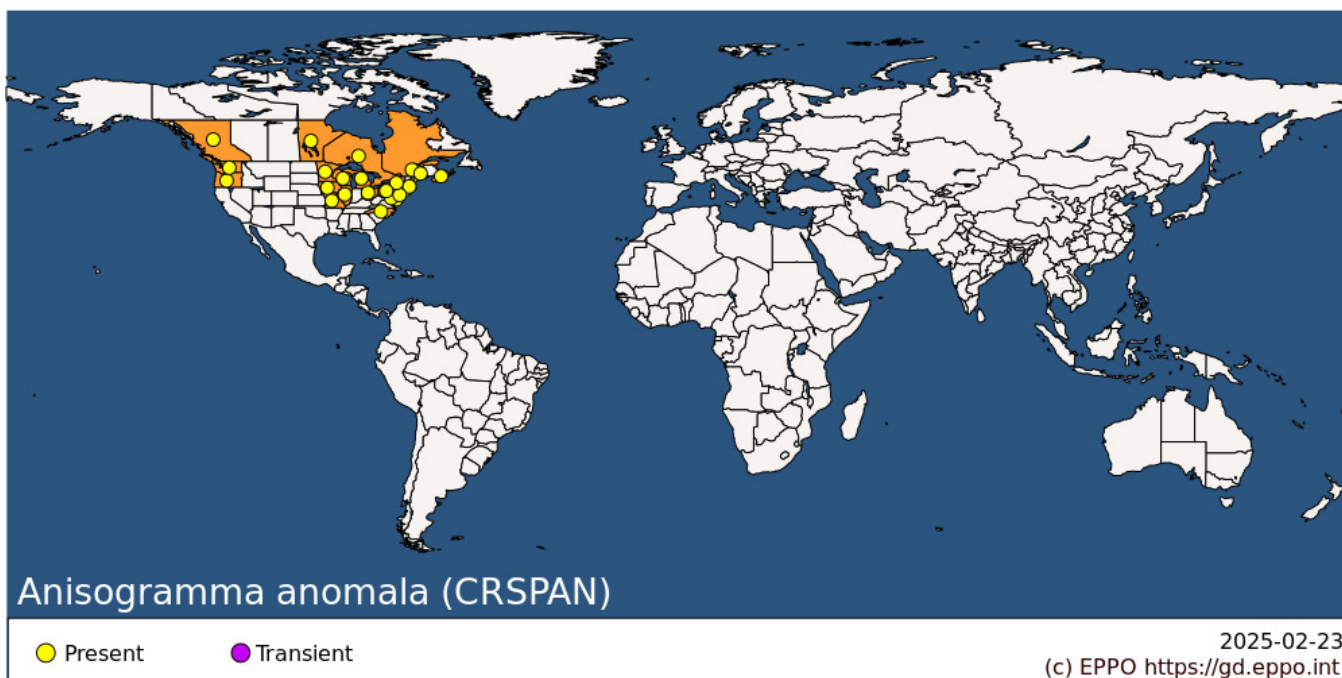 Anisogramma anomala (CRSPAN)
Present
Transient
2025-02-23
(c) EPPO https://gd.eppo.int